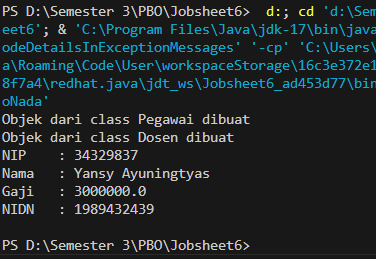 PS D:\Semester 3\PBO\Jobsheet6>  d:; cd 'd:\Sem
eet6'; & 'C:\Program Files\Java\jdk-17\bin\java
odeDetailsInExceptionMessages' '-cp' 'C:\Users\
a\Roaming\Code\User\workspaceStorage\16c3e372e1
8f7a4\redhat.java\jdt_ws\Jobsheet6_ad453d77\bin
oNada'
Objek dari class Pegawai dibuat
Objek dari class Dosen dibuat
NIP   : 34329837
Nama  : Yansy Ayuningtyas
Gaji  : 3000000.0
NIDN  : 1989432439
PS D:\Semester 3\PBO\Jobsheet6>